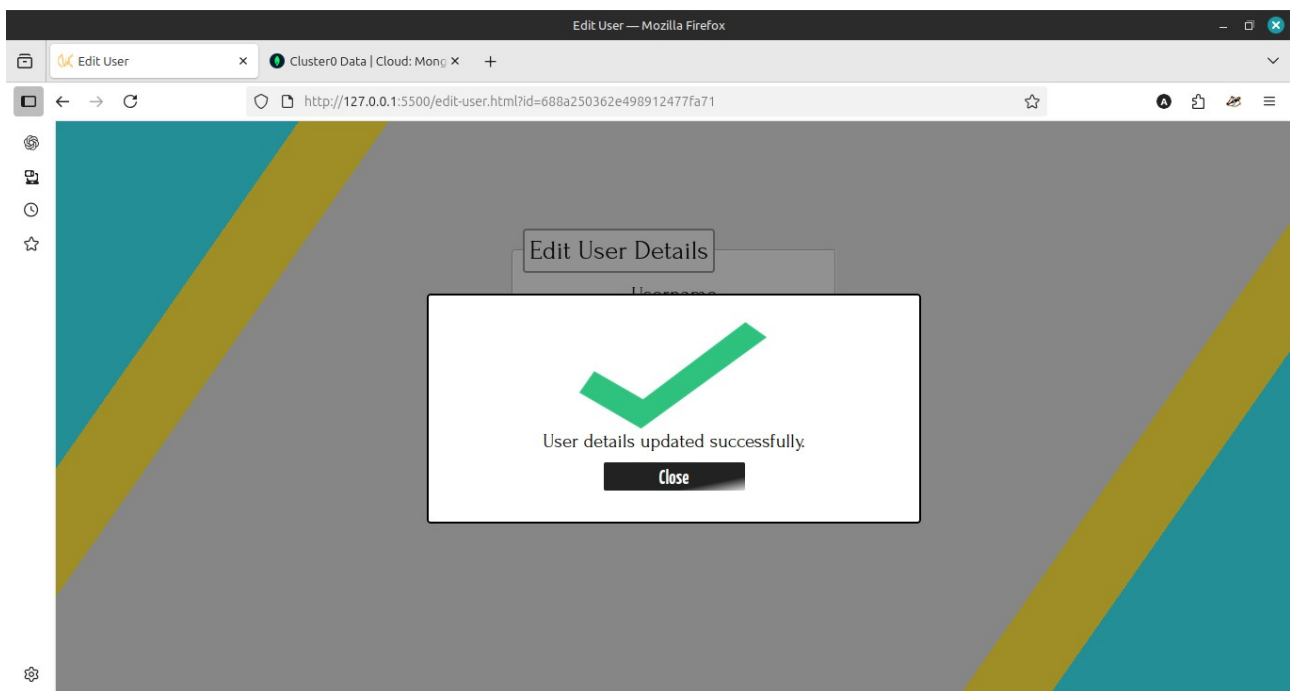 Edit User — Mozilla Firefox
Edit User
Cluster0 Data | Cloud: Mong
http://127.0.0.1:5500/edit-user.html?id=688a250362e498912477fa71
Edit User Details
Username
User details updated successfully.
Close